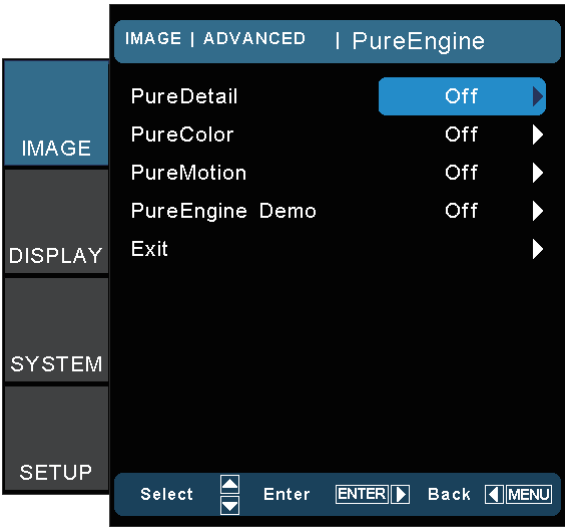 IMAGE | ADVANCED | PureEngine
PureDetail Off
PureColor Off
PureMotion Off
PureEngine Demo Off
Exit
IMAGE
DISPLAY
SYSTEM
SETUP
Select Enter ENTER Back MENU